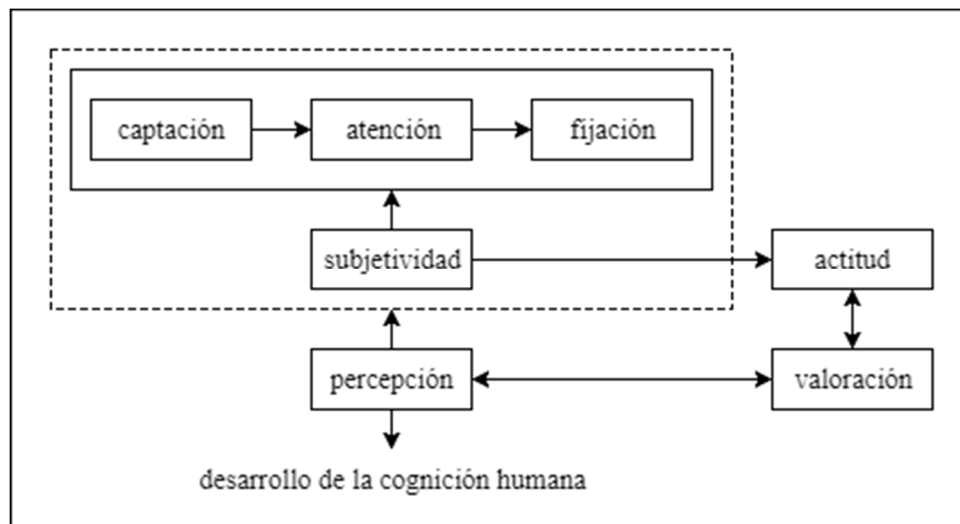 captación
atención
fijación
subjetividad
actitud
percepción
valoración
desarrollo de la cognición humana